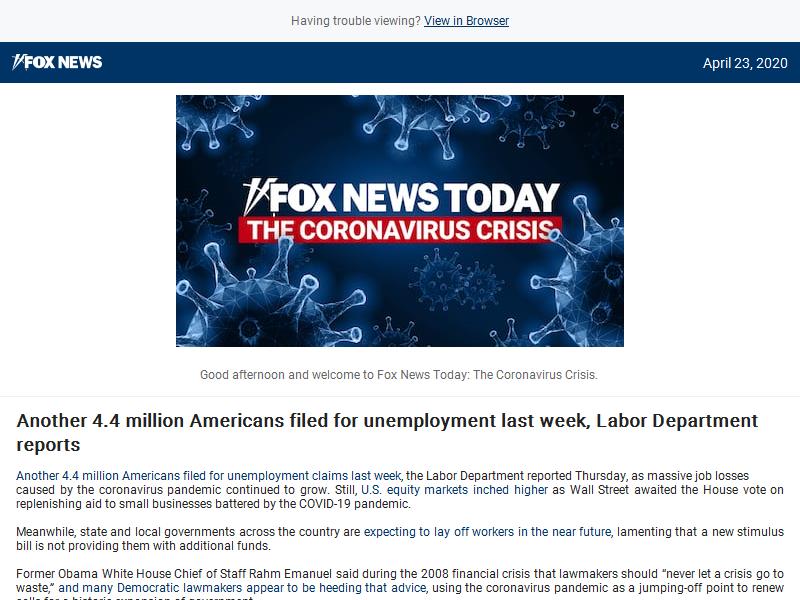 Having trouble viewing? View in Browser
FOX NEWS
April 23, 2020
FOX NEWS TODAY
THE CORONAVIRUS CRISIS
Good afternoon and welcome to Fox News Today: The Coronavirus Crisis.
Another 4.4 million Americans filed for unemployment last week, Labor Department
reports
Another 4.4 million Americans filed for unemployment claims last week, the Labor Department reported Thursday, as massive job losses
caused by the coronavirus pandemic continued to grow. Still, U.S. equity markets inched higher as Wall Street awaited the House vote on
replenishing aid to small businesses battered by the COVID-19 pandemic.
Meanwhile, state and local governments across the country are expecting to lay off workers in the near future, lamenting that a new stimulus
bill is not providing them with additional funds.
Former Obama White House Chief of Staff Rahm Emanuel said during the 2008 financial crisis that lawmakers should “never let a crisis go to
waste,” and many Democratic lawmakers appear to be heeding that advice, using the coronavirus pandemic as a jumping-off point to renew
calls for a historic expansion of government.